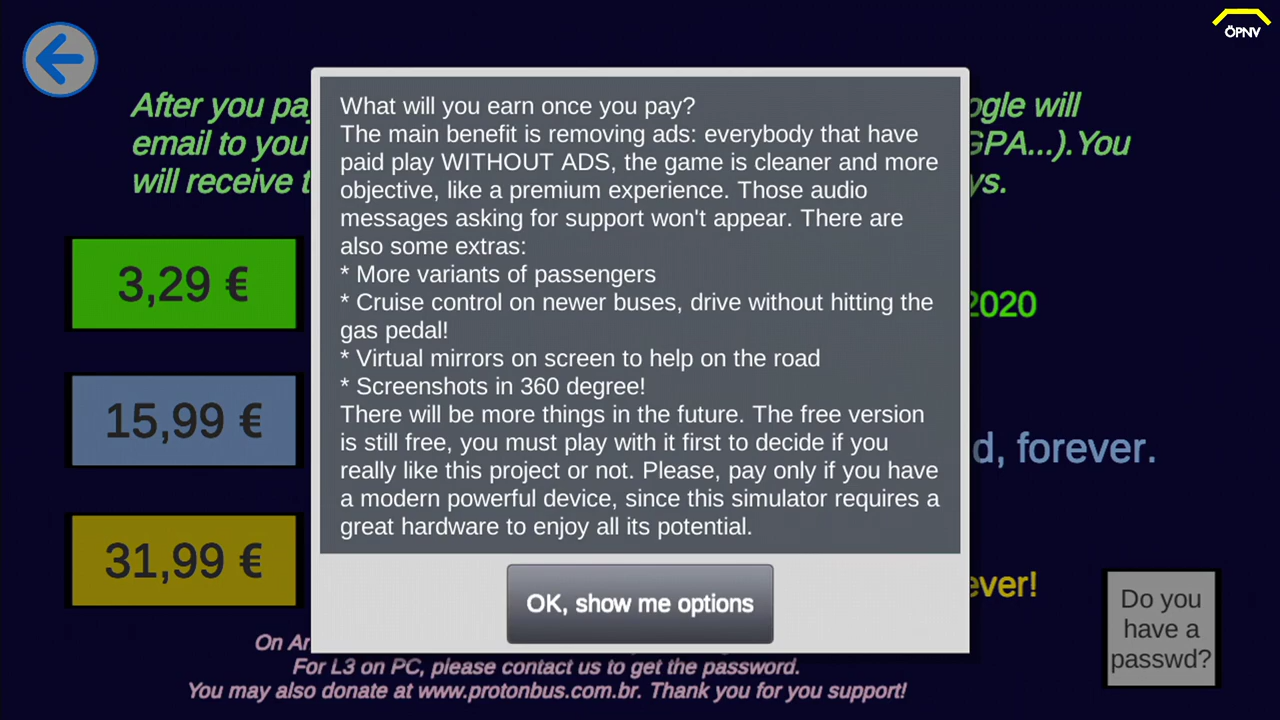 ÖPNV
After you pa
ogle will
email to you
GPA...).You
will receive t
ys.
What will you earn once you pay?
The main benefit is removing ads: everybody that have
paid play WITHOUT ADS, the game is cleaner and more
objective, like a premium experience. Those audio
messages asking for support won't appear. There are
also some extras:
* More variants of passengers
* Cruise control on newer buses, drive without hitting the
gas pedal!
* Virtual mirrors on screen to help on the road
* Screenshots in 360 degree!
There will be more things in the future. The free version
is still free, you must play with it first to decide if you
really like this project or not. Please, pay only if you have
a modern powerful device, since this simulator requires a
great hardware to enjoy all its potential.
OK, show me options
3,29 €
2020
15,99 €
d, forever.
31,99 €
ever!
Do you
have a
passwd?
On Ar
For L3 on PC, please contact us to get the password.
You may also donate at www.protonbus.com.br. Thank you for you support!